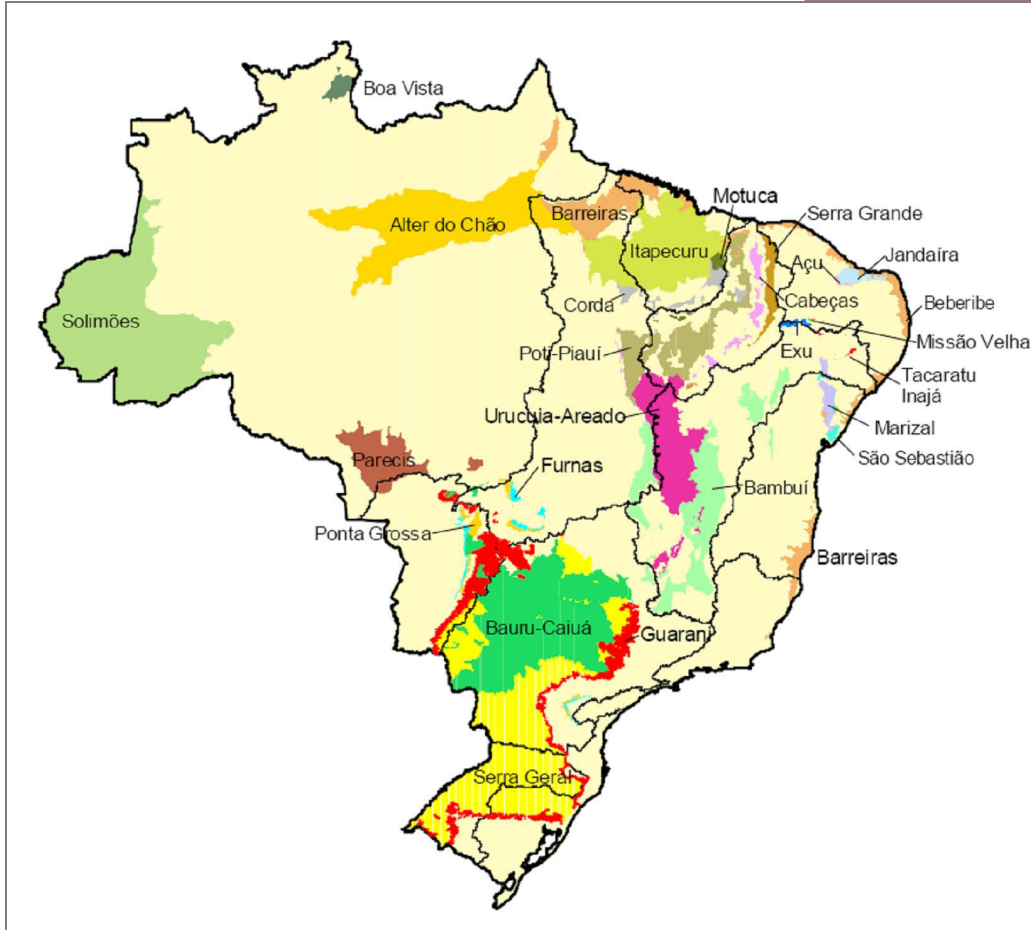 Boa Vista
Motuca
Barreiras
Serra Grande
Alter do Chão
Itapecuru
Jandaíra
Açu
Corda
Cabeças
Beberibe
Solimões
Missão Velha
Poti-Piauí
Exu
Tacaratu
Inajá
Urucuia-Areado
Marizal
São Sebastião
Parecis
Furnas
Bambuí
Ponta Grossa
Barreiras
Bauru-Caiuá
Guarani
Serra Geral